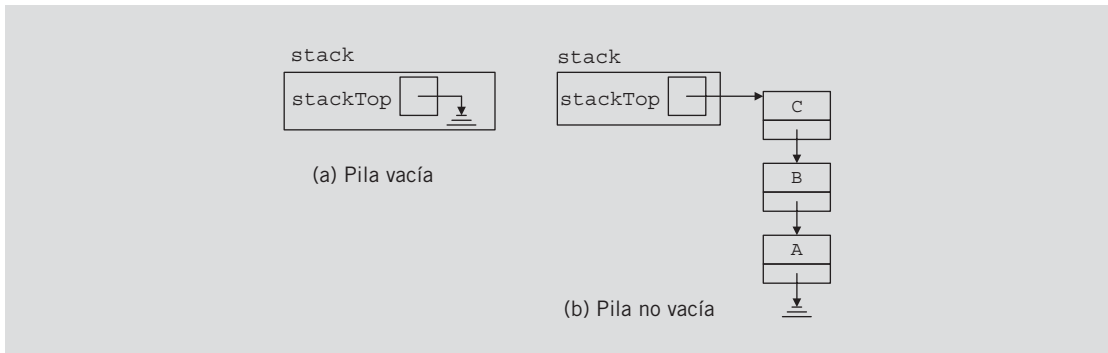 stack
stackTop
(a) Pila vacía
stack
stackTop
C
B
A
(b) Pila no vacía